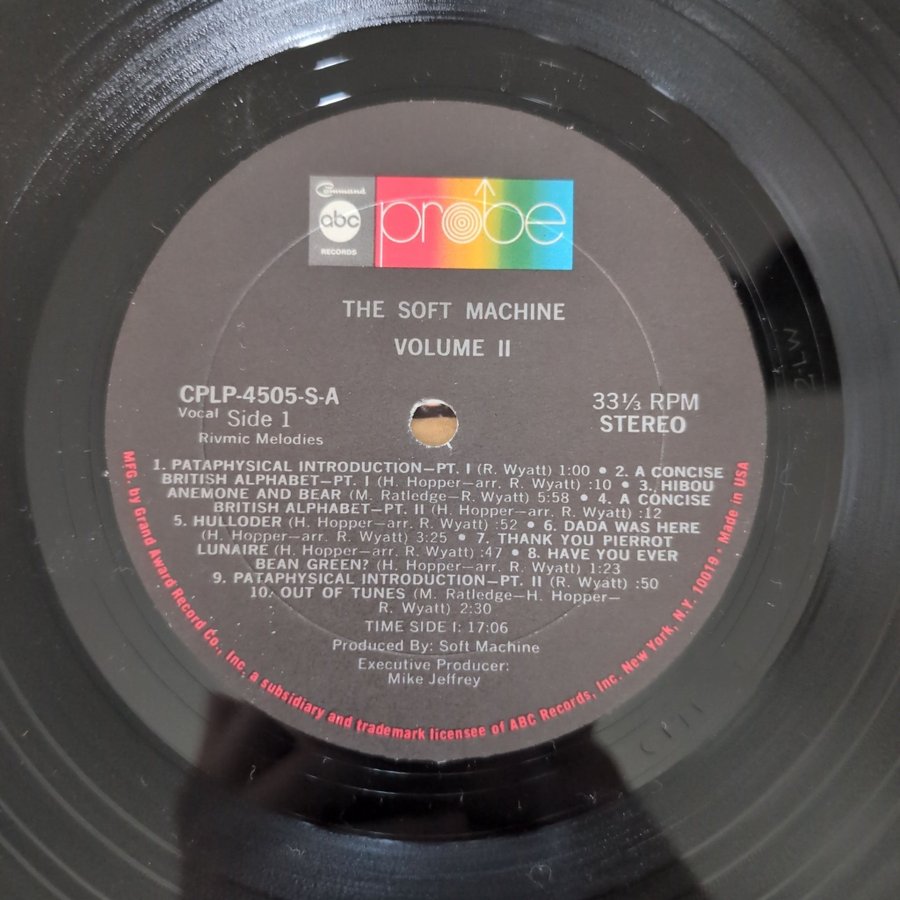 Command
abc
RECORDS
probe
THE SOFT MACHINE
VOLUME II
CPLP-4505-S-A
Vocal Side 1
Rivmic Melodies
33⅓ RPM
STEREO
1. PATAPHYSICAL INTRODUCTION—PT. I (R. Wyatt) 1:00 • 2. A CONCISE
BRITISH ALPHABET—PT. I (H. Hopper—arr. R. Wyatt) :10 • 3. HIBOU
ANEMONE AND BEAR (M. Ratledge—R. Wyatt) 5:58 • 4. A CONCISE
BRITISH ALPHABET—PT. II (H. Hopper—arr. R. Wyatt) :12
5. HULLODER (H. Hopper—arr. R. Wyatt) :52 • 6. DADA WAS HERE
(H. Hopper—arr. R. Wyatt) 3:25 • 7. THANK YOU PIERROT
LUNAIRE (H. Hopper—arr. R. Wyatt) :47 • 8. HAVE YOU EVER
BEAN GREEN? (H. Hopper—arr. R. Wyatt) 1:23
9. PATAPHYSICAL INTRODUCTION—PT. II (R. Wyatt) :50
10. OUT OF TUNES (M. Ratledge—H. Hopper—
R. Wyatt) 2:30
TIME SIDE I: 17:06
Produced By: Soft Machine
Executive Producer:
Mike Jeffrey
MFG. by Grand Award Record Co., Inc. a subsidiary and trademark licensee of ABC Records, Inc. New York, N.Y. 10019 • Made in USA